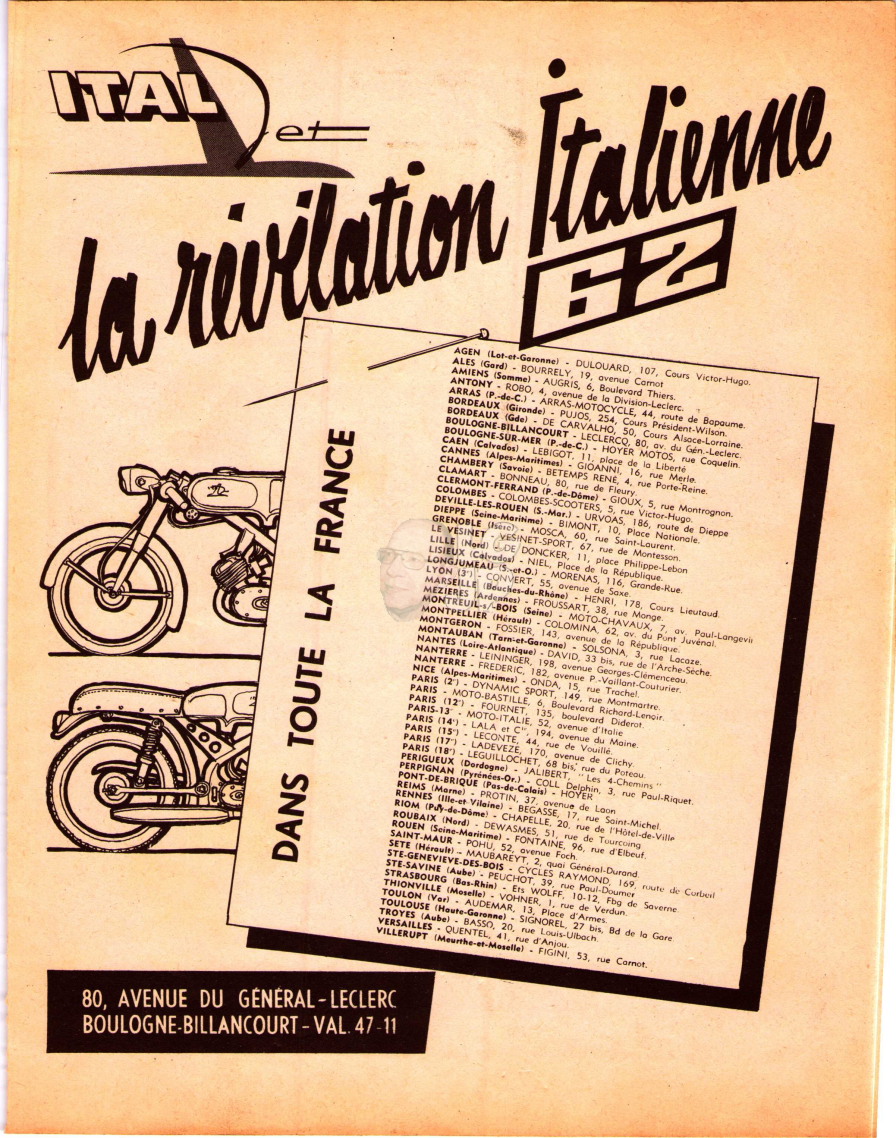 ITAL Jet
la révélation Italienne
62
DANS TOUTE LA FRANCE
AGEN (Lot-et-Garonne) - DULOUARD, 107, Cours Victor-Hugo.
ALES (Gard) - BOURRELY, 19, avenue Carnot
AMIENS (Somme) - AUGRIS, 6, Boulevard Thiers.
ANTONY - ROBO, 4, avenue de la Division-Leclerc.
ARRAS (P.-de-C.) - ARRAS-MOTOCYCLE, 44, route de Bapaume.
BORDEAUX (Gironde) - PUJOS, 254, Cours Président-Wilson.
BORDEAUX (Gde) - DE CARVALHO, 50, Cours Alsace-Lorraine.
BOULOGNE-BILLANCOURT - LECLERCQ, 80, av. du Gén.-Leclerc.
BOULOGNE-SUR-MER (P.-de-C.) - HOYER MOTOS, rue Coquelin.
CAEN (Calvados) - LEBIGOT, 11, place de la Liberté
CANNES (Alpes-Maritimes) - GIOANNI, 16, rue Merle.
CHAMBERY (Savoie) - BETEMPS RENÉ, 4, rue Porte-Reine.
CLAMART - BONNEAU, 80, rue de Fleury.
CLERMONT-FERRAND (P.-de-Dôme) - GIOUX, 5, rue Montrognon.
COLOMBES - COLOMBES-SCOOTERS, 5, rue Victor-Hugo.
DEVILLE-LES-ROUEN (S.-Mar.) - URVOAS, 186, route de Dieppe
DIEPPE (Seine-Maritime) - BIMONT, 10, Place Nationale.
GRENOBLE (Isère) - MOSCA, 60, rue Saint-Laurent.
LE VESINET - VESINET-SPORT, 67, rue de Montesson.
LILLE (Nord) - DE DONCKER, 11, place Philippe-Lebon
LISIEUX (Calvados) - NIEL, Place de la République.
LONGJUMEAU (S.-et-O.) - MORENAS, 116, Grande-Rue.
LYON (3e) - CONVERT, 55, avenue de Saxe.
MARSEILLE (Bouches-du-Rhône) - HENRI, 178, Cours Lieutaud.
MEZIERES (Ardennes) - FROUSSART, 38, rue Monge.
MONTREUIL-s/-BOIS (Seine) - MOTO-CHAVAUX, 7, av. Paul-Langevin
MONTPELLIER (Hérault) - COLOMINA, 62, av. du Pont Juvénal.
MONTGERON - FOSSIER, 143, avenue de la République.
MONTAUBAN (Tarn-et-Garonne) - SOLSONA, 3, rue Lacaze.
NANTES (Loire-Atlantique) - DAVID, 33 bis, rue de l'Arche-Sèche.
NANTERRE - LEININGER, 198, avenue Georges-Clémenceau.
NANTERRE - FREDERIC, 182, avenue P.-Vaillant-Couturier.
NICE (Alpes-Maritimes) - ONDA, 15, rue Trachel.
PARIS (2e) - DYNAMIC SPORT, 149, rue Montmartre.
PARIS - MOTO-BASTILLE, 6, Boulevard Richard-Lenoir.
PARIS (12e) - FOURNET, 135, boulevard Diderot.
PARIS-13e - MOTO-ITALIE, 52, avenue d'Italie
PARIS (14e) - LALA et Cie, 194, avenue du Maine.
PARIS (15e) - LECONTE, 44, rue de Vouillé.
PARIS (17e) - LADEVEZE, 170, avenue de Clichy.
PARIS (18e) - LEGUILLOCHET, 68 bis, rue du Poteau.
PERIGUEUX (Dordogne) - JALIBERT, "Les 4-Chemins"
PERPIGNAN (Pyrénées-Or.) - COLL Delphin, 3, rue Paul-Riquet.
PONT-DE-BRIQUE (Pas-de-Calais) - HOYER
REIMS (Marne) - PROTIN, 37, avenue de Laon
RENNES (Ille-et-Vilaine) - BEGASSE, 17, rue Saint-Michel.
RIOM (Puy-de-Dôme) - CHAPELLE, 20, rue de l'Hôtel-de-Ville
ROUBAIX (Nord) - DEWASMES, 51, rue de Tourcoing
ROUEN (Seine-Maritime) - FONTAINE, 96, rue d'Elbeuf.
SAINT-MAUR - POHU, 52, avenue Foch.
SETE (Hérault) - MAUBAREYT, 2, quai Général-Durand.
STE-GENEVIEVE-DES-BOIS - CYCLES RAYMOND, 169, route de Corbeil
STE-SAVINE (Aube) - PEUCHOT, 39, rue Paul-Doumer
STRASBOURG (Bas-Rhin) - Ets WOLFF, 10-12, Fbg de Saverne
THIONVILLE (Moselle) - VOHNER, 1, rue de Verdun.
TOULON (Var) - AUDEMAR, 13, Place d'Armes.
TOULOUSE (Haute-Garonne) - SIGNOREL, 27 bis, Bd de la Gare
TROYES (Aube) - BASSO, 20, rue Louis-Ulbach.
VERSAILLES - QUENTEL, 41, rue d'Anjou.
VILLERUPT (Meurthe-et-Moselle) - FIGINI, 53, rue Carnot.
80, AVENUE DU GÉNÉRAL-LECLERC
BOULOGNE-BILLANCOURT - VAL. 47-11